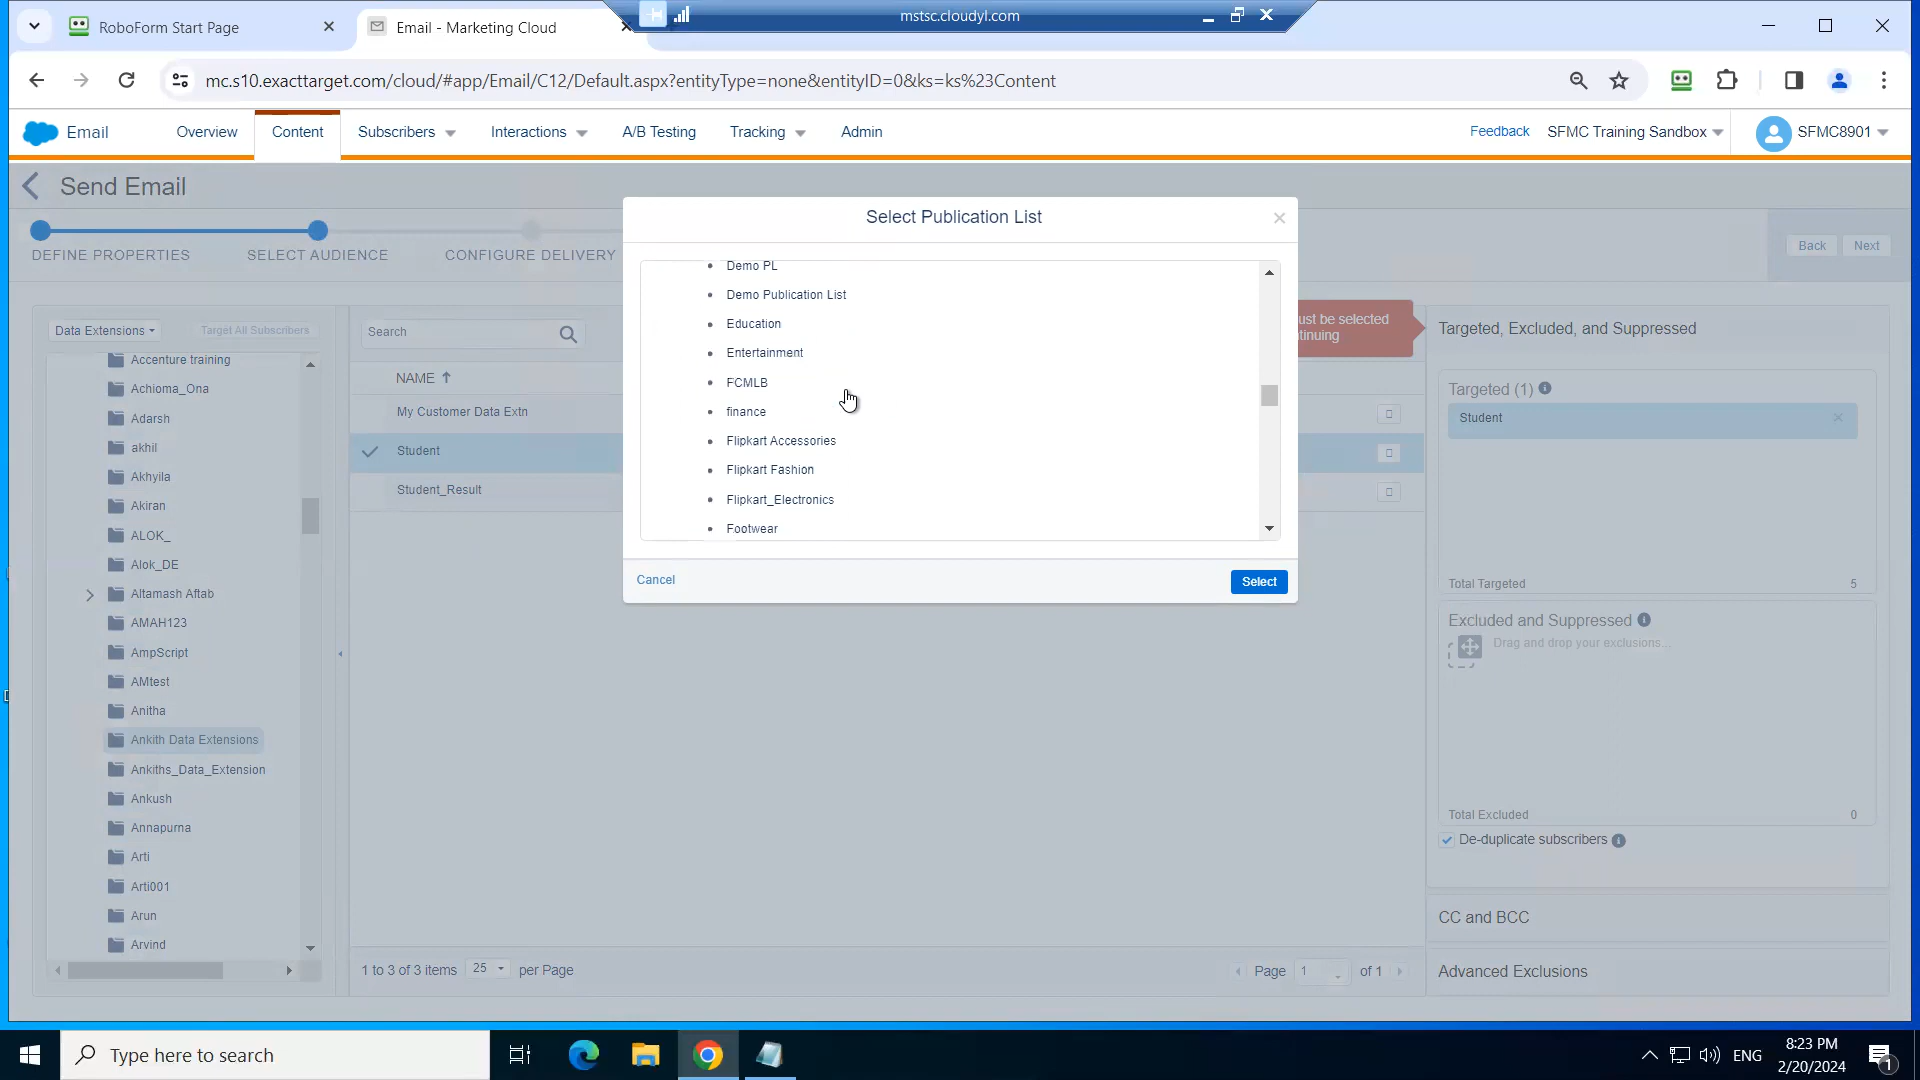 RoboForm Start Page
Email - Marketing Cloud
mstsc.cloudyl.com
mc.s10.exacttarget.com/cloud/#app/Email/C12/Default.aspx?entityType=none&entityID=0&ks=ks%23Content
Email
Overview
Content
Subscribers
Interactions
A/B Testing
Tracking
Admin
Feedback
SFMC Training Sandbox
SFMC8901
Send Email
DEFINE PROPERTIES
SELECT AUDIENCE
CONFIGURE DELIVERY
Back
Next
Select Publication List
Demo PL
Demo Publication List
Education
Entertainment
FCMLB
finance
Flipkart Accessories
Flipkart Fashion
Flipkart_Electronics
Footwear
Cancel
Select
Data Extensions
Target All Subscribers
Accenture training
Achioma_Ona
Adarsh
akhil
Akhyila
Akiran
ALOK_
Alok_DE
Altamash Aftab
AMAH123
AmpScript
AMtest
Anitha
Ankith Data Extensions
Ankiths_Data_Extension
Ankush
Annapurna
Arti
Arti001
Arun
Arvind
Search
NAME
My Customer Data Extn
Student
Student_Result
1 to 3 of 3 items
25
per Page
Page
1
of 1
ust be selected
tinuing
Targeted, Excluded, and Suppressed
Targeted (1)
Student
Total Targeted
5
Excluded and Suppressed
Drag and drop your exclusions...
Total Excluded
0
De-duplicate subscribers
CC and BCC
Advanced Exclusions
Type here to search
ENG
8:23 PM
2/20/2024
1